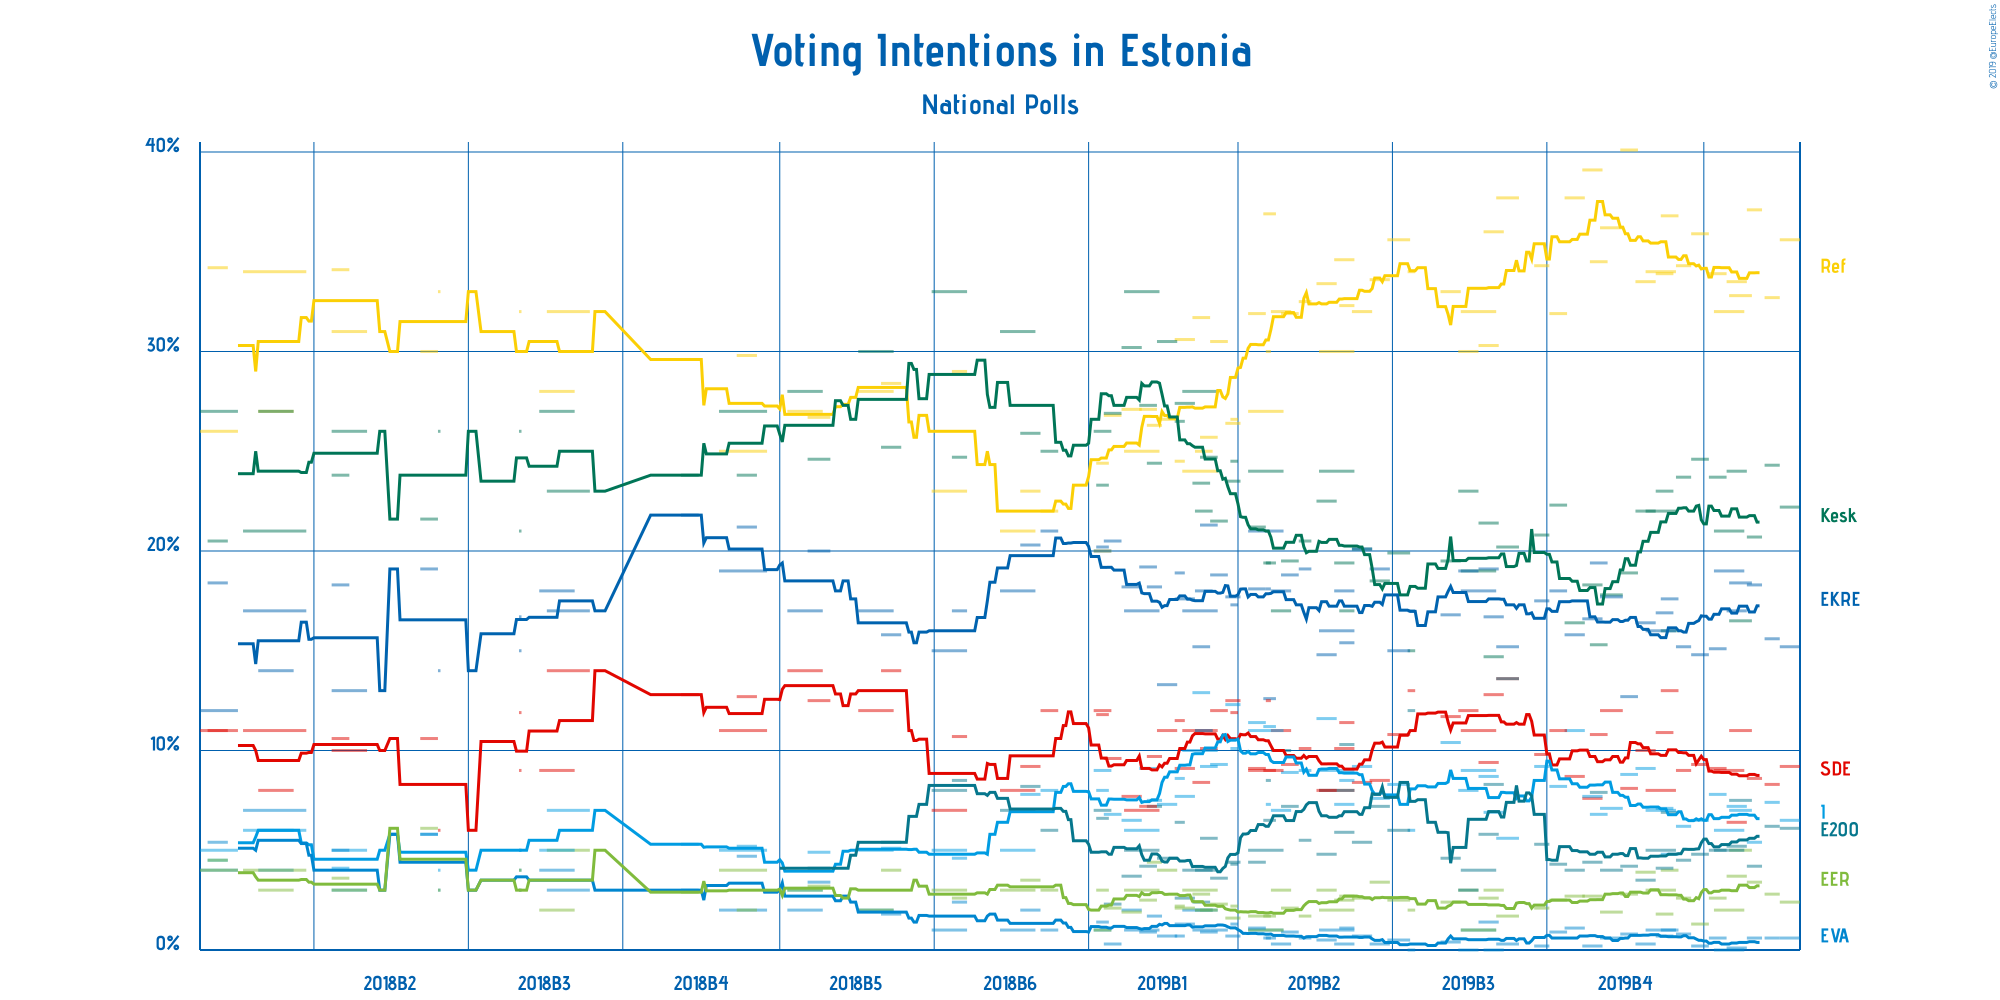 © 2019 @EuropeElects
Voting Intentions in Estonia
National Polls
40%
30%
20%
10%
0%
Ref
Kesk
EKRE
SDE
I
E200
EER
EVA
2018B2
2018B3
2018B4
2018B5
2018B6
2019B1
2019B2
2019B3
2019B4